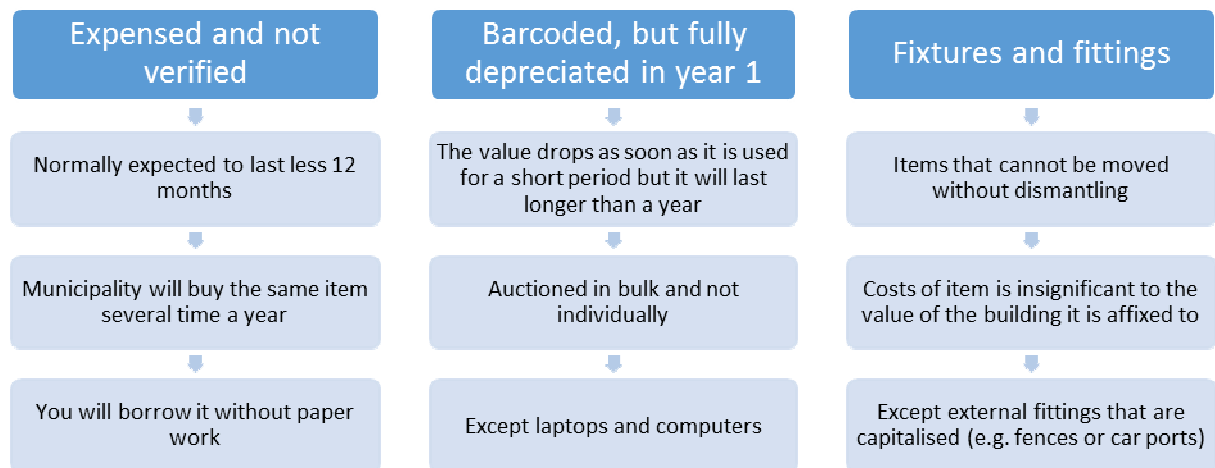 Expensed and not
verified
Normally expected to last less 12
months
Municipality will buy the same item
several time a year
You will borrow it without paper
work
Barcoded, but fully
depreciated in year 1
The value drops as soon as it is used
for a short period but it will last
longer than a year
Auctioned in bulk and not
individually
Except laptops and computers
Fixtures and fittings
Items that cannot be moved
without dismantling
Costs of item is insignificant to the
value of the building it is affixed to
Except external fittings that are
capitalised (e.g. fences or car ports)